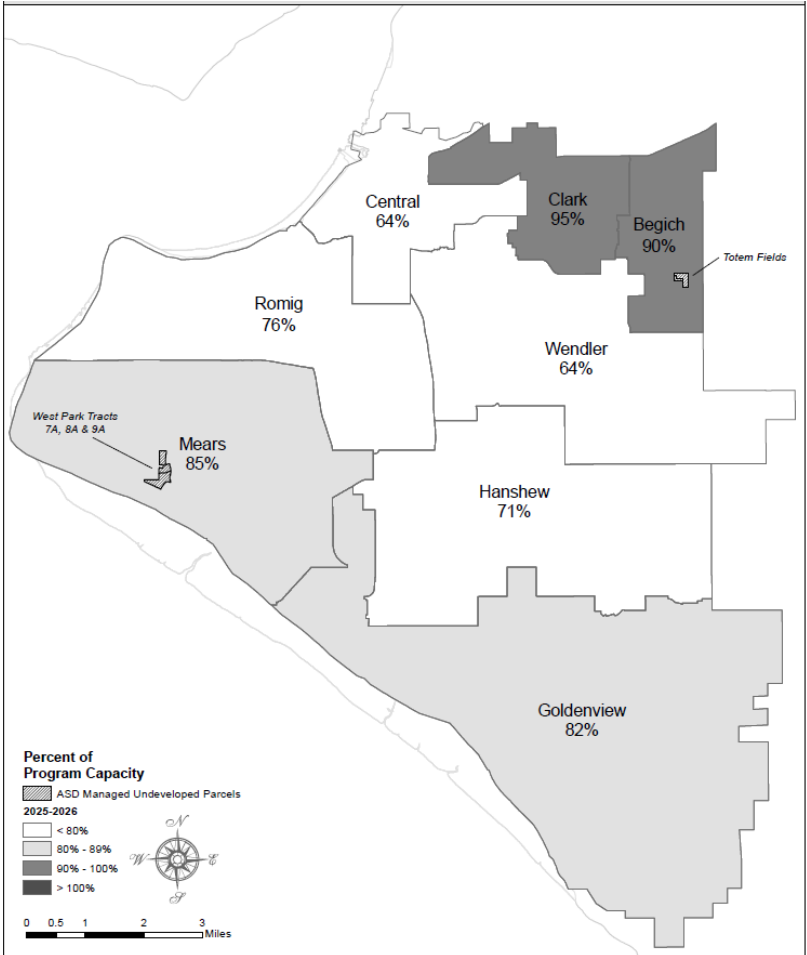 Central
64%
Clark
95%
Begich
90%
Totem Fields
Romig
76%
Wendler
64%
West Park Tracts
7A, 8A & 9A
Mears
85%
Hanshew
71%
Goldenview
82%
Percent of
Program Capacity
ASD Managed Undeveloped Parcels
2025-2026
< 80%
80% - 89%
90% - 100%
> 100%
N
W
E
S
0 0.5 1 2 3
Miles